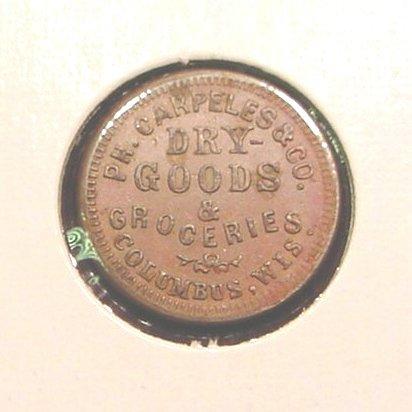 PH. CARPELES & CO.
DRY-
GOODS
&
GROCERIES
COLUMBUS, WIS.